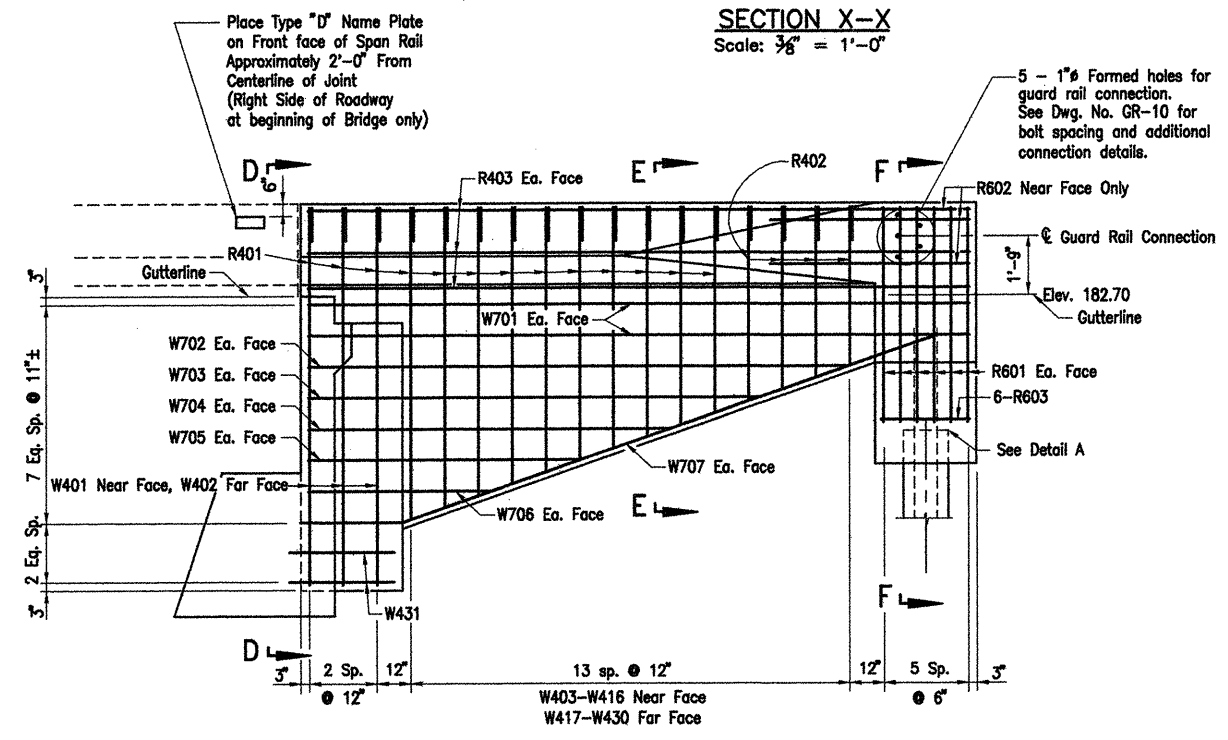 SECTION X-X
Scale: 3/8" = 1'-0"
Place Type "D" Name Plate
on Front face of Span Rail
Approximately 2'-0" From
Centerline of Joint
(Right Side of Roadway
at beginning of Bridge only)
5 - 1"ø Formed holes for
guard rail connection.
See Dwg. No. GR-10 for
bolt spacing and additional
connection details.
D
E
F
R402
R403 Ea. Face
R602 Near Face Only
℄ Guard Rail Connection
R401
1'-9"
Gutterline
3"
Elev. 182.70
Gutterline
W701 Ea. Face
W702 Ea. Face
W703 Ea. Face
W704 Ea. Face
W705 Ea. Face
7 Eq. Sp. @ 11"±
R601 Ea. Face
6-R603
See Detail A
W707 Ea. Face
W401 Near Face, W402 Far Face
W706 Ea. Face
E
2 Eq. Sp.
3"
W431
F
D
3"
2 Sp.
@ 12"
12"
13 sp. @ 12"
12"
5 Sp.
@ 6"
3"
W403-W416 Near Face
W417-W430 Far Face